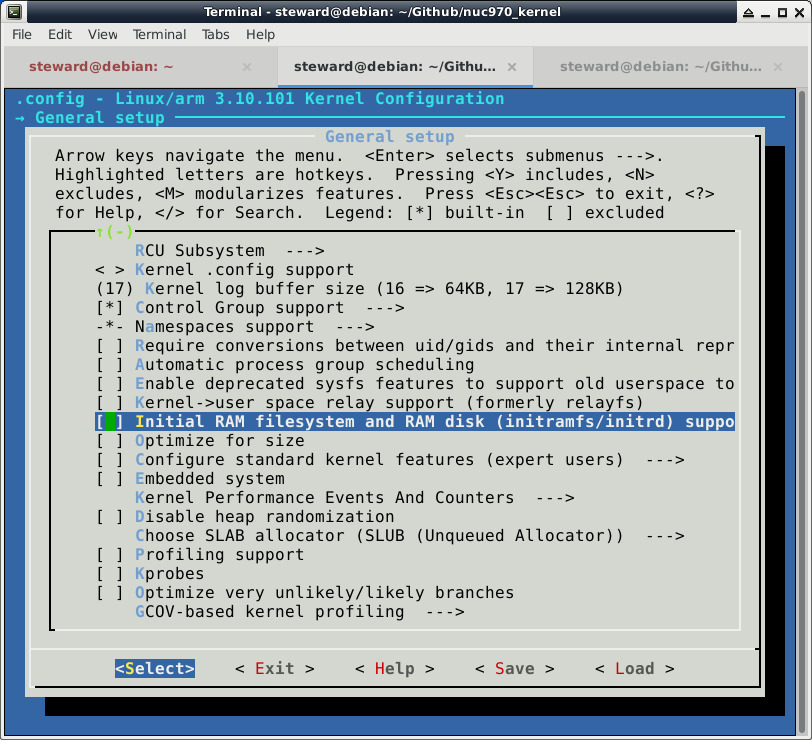 Terminal - steward@debian: ~/Github/nuc970_kernel
File Edit View Terminal Tabs Help
steward@debian: ~ × steward@debian: ~/Githu... × steward@debian: ~/Githu... ×
.config - Linux/arm 3.10.101 Kernel Configuration
→ General setup
General setup
Arrow keys navigate the menu.  <Enter> selects submenus --->.
Highlighted letters are hotkeys.  Pressing <Y> includes, <N>
excludes, <M> modularizes features.  Press <Esc><Esc> to exit, <?>
for Help, </> for Search.  Legend: [*] built-in  [ ] excluded
↑(-)
RCU Subsystem  --->
< > Kernel .config support
(17) Kernel log buffer size (16 => 64KB, 17 => 128KB)
[*] Control Group support  --->
-*- Namespaces support  --->
[ ] Require conversions between uid/gids and their internal repr
[ ] Automatic process group scheduling
[ ] Enable deprecated sysfs features to support old userspace to
[ ] Kernel->user space relay support (formerly relayfs)
[ ] Initial RAM filesystem and RAM disk (initramfs/initrd) suppo
[ ] Optimize for size
[ ] Configure standard kernel features (expert users)  --->
[ ] Embedded system
Kernel Performance Events And Counters  --->
[ ] Disable heap randomization
Choose SLAB allocator (SLUB (Unqueued Allocator))  --->
[ ] Profiling support
[ ] Kprobes
[ ] Optimize very unlikely/likely branches
GCOV-based kernel profiling  --->
<Select> < Exit > < Help > < Save > < Load >